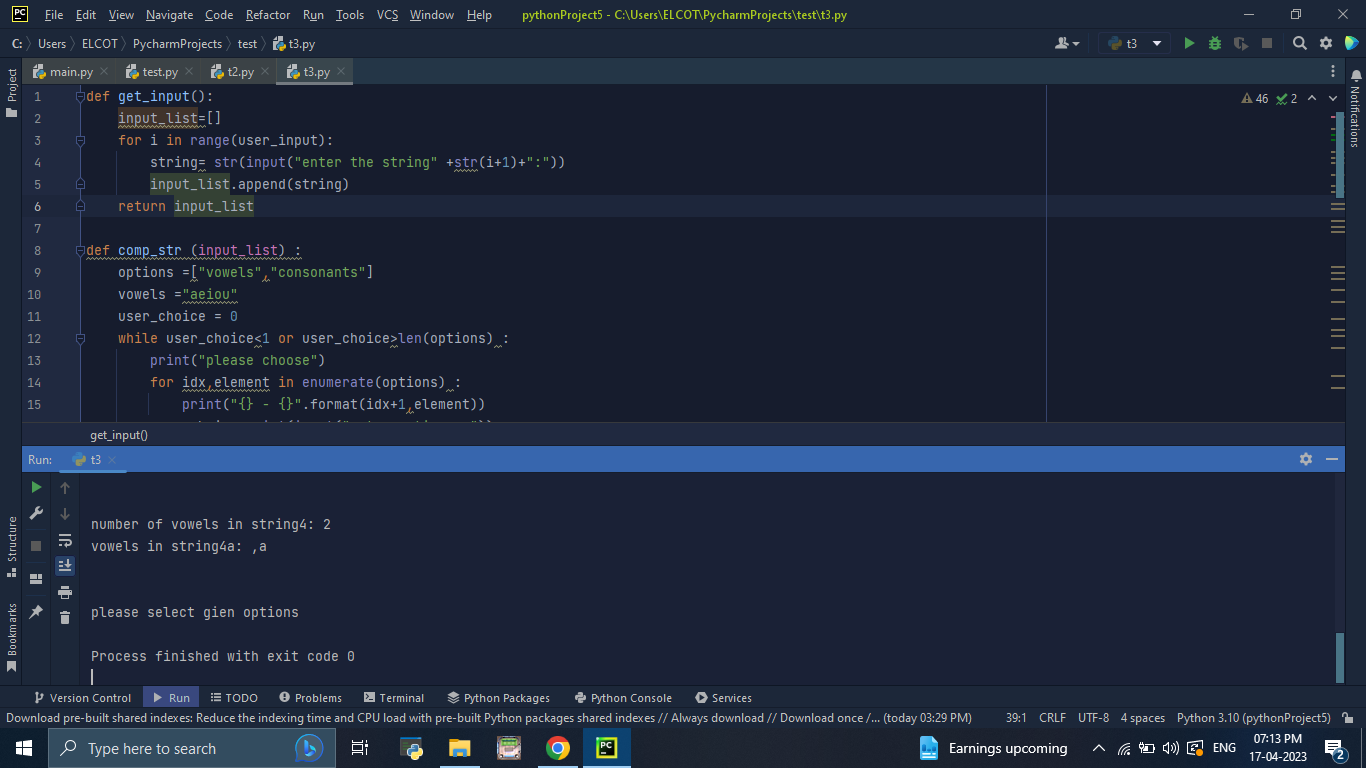 PC File Edit View Navigate Code Refactor Run Tools VCS Window Help pythonProject5 - C:\Users\ELCOT\PycharmProjects\test\t3.py
C: Users ELCOT PycharmProjects test t3.py t3
main.py test.py t2.py t3.py
Project
Notifications
46 2
1 def get_input():
2 input_list=[]
3 for i in range(user_input):
4 string= str(input("enter the string" +str(i+1)+":"))
5 input_list.append(string)
6 return input_list
7
8 def comp_str (input_list) :
9 options =["vowels","consonants"]
10 vowels ="aeiou"
11 user_choice = 0
12 while user_choice<1 or user_choice>len(options) :
13 print("please choose")
14 for idx,element in enumerate(options) :
15 print("{} - {}".format(idx+1,element))
get_input()
Run: t3
number of vowels in string4: 2
vowels in string4a: ,a
please select gien options
Process finished with exit code 0
Structure
Bookmarks
Version Control Run TODO Problems Terminal Python Packages Python Console Services
Download pre-built shared indexes: Reduce the indexing time and CPU load with pre-built Python packages shared indexes // Always download // Download once /... (today 03:29 PM) 39:1 CRLF UTF-8 4 spaces Python 3.10 (pythonProject5)
Type here to search PC Earnings upcoming ENG 07:13 PM
17-04-2023 2